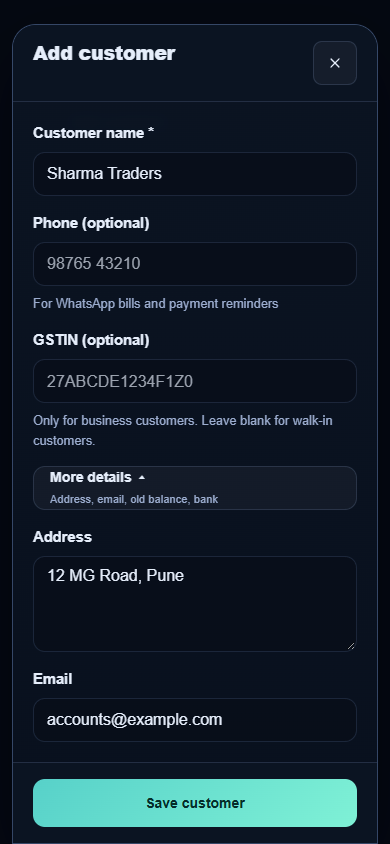 Add customer
Customer name *
Sharma Traders
Phone (optional)
98765 43210
For WhatsApp bills and payment reminders
GSTIN (optional)
27ABCDE1234F1Z0
Only for business customers. Leave blank for walk-in
customers.
More details
Address, email, old balance, bank
Address
12 MG Road, Pune
Email
accounts@example.com
Save customer